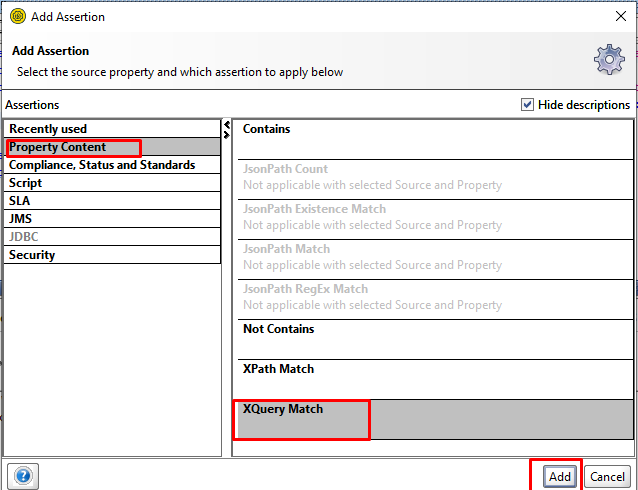 Add Assertion
Add Assertion
Select the source property and which assertion to apply below
Assertions
Hide descriptions
Recently used
Property Content
Compliance, Status and Standards
Script
SLA
JMS
JDBC
Security
Contains
JsonPath Count
Not applicable with selected Source and Property
JsonPath Existence Match
Not applicable with selected Source and Property
JsonPath Match
Not applicable with selected Source and Property
JsonPath RegEx Match
Not applicable with selected Source and Property
Not Contains
XPath Match
XQuery Match
?
Add
Cancel